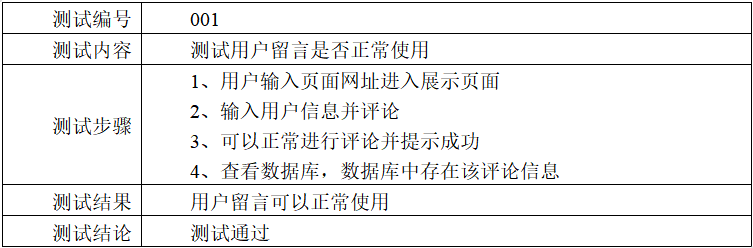 测试编号 001
测试内容 测试用户留言是否正常使用
测试步骤
1、用户输入页面网址进入展示页面
2、输入用户信息并评论
3、可以正常进行评论并提示成功
4、查看数据库，数据库中存在该评论信息
测试结果 用户留言可以正常使用
测试结论 测试通过